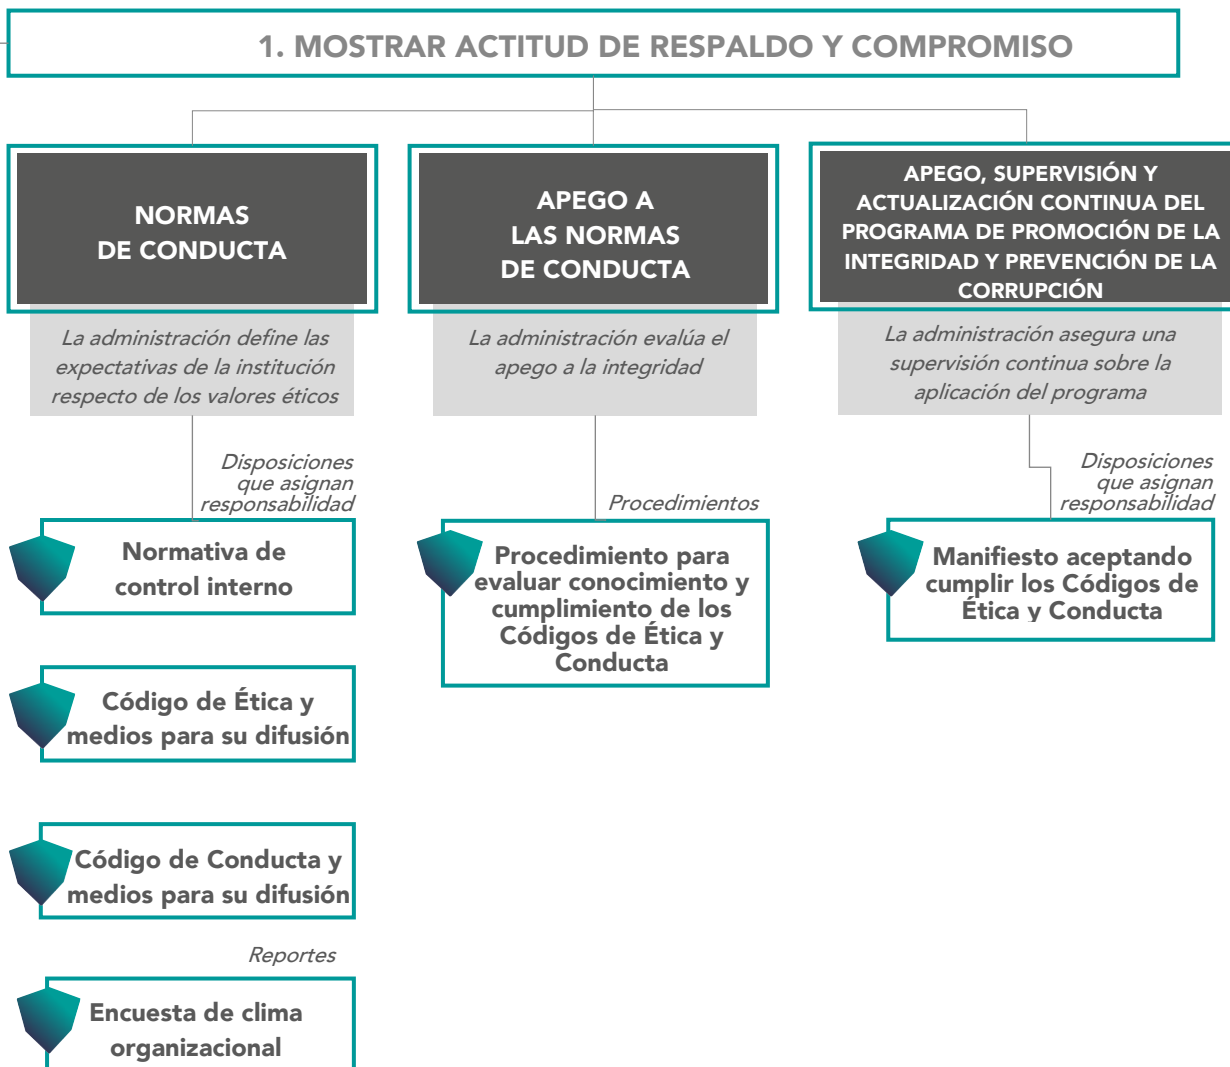 1. MOSTRAR ACTITUD DE RESPALDO Y COMPROMISO
NORMAS
DE CONDUCTA
La administración define las
expectativas de la institución
respecto de los valores éticos
Disposiciones
que asignan
responsabilidad
Normativa de
control interno
Código de Ética y
medios para su difusión
Código de Conducta y
medios para su difusión
Reportes
Encuesta de clima
organizacional
APEGO A
LAS NORMAS
DE CONDUCTA
La administración evalúa el
apego a la integridad
Procedimientos
Procedimiento para
evaluar conocimiento y
cumplimiento de los
Códigos de Ética y
Conducta
APEGO, SUPERVISIÓN Y
ACTUALIZACIÓN CONTINUA DEL
PROGRAMA DE PROMOCIÓN DE LA
INTEGRIDAD Y PREVENCIÓN DE LA
CORRUPCIÓN
La administración asegura una
supervisión continua sobre la
aplicación del programa
Disposiciones
que asignan
responsabilidad
Manifiesto aceptando
cumplir los Códigos de
Ética y Conducta